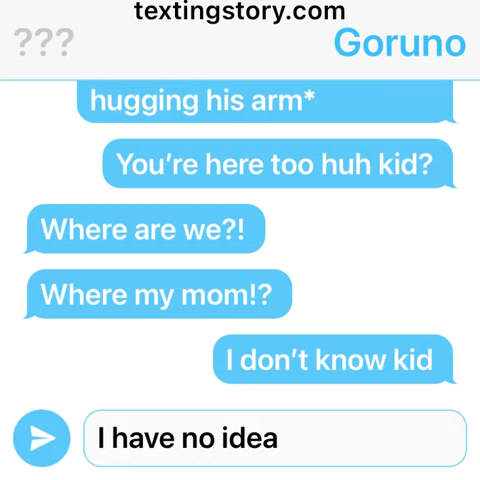 textingstory.com
???
Goruno
hugging his arm*
You’re here too huh kid?
Where are we?!
Where my mom!?
I don’t know kid
I have no idea